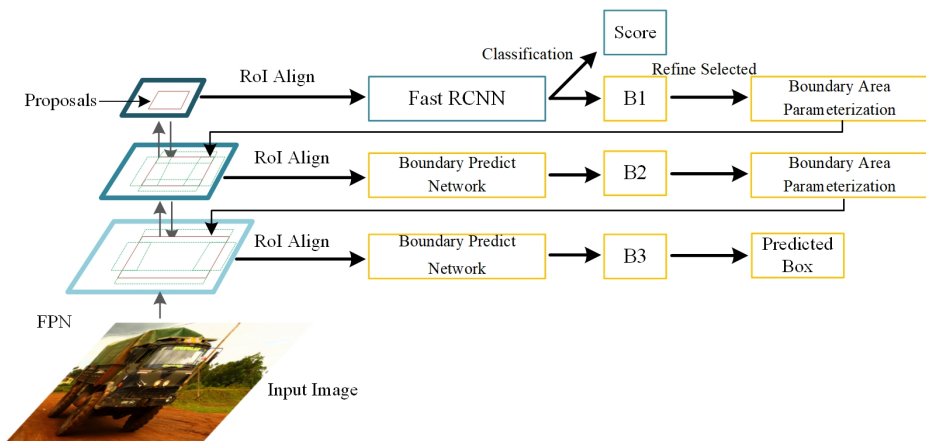 Score
Classification
Refine Selected
RoI Align
Proposals
Fast RCNN
B1
Boundary Area
Parameterization
RoI Align
Boundary Predict
Network
B2
Boundary Area
Parameterization
RoI Align
Boundary Predict
Network
B3
Predicted
Box
FPN
Input Image